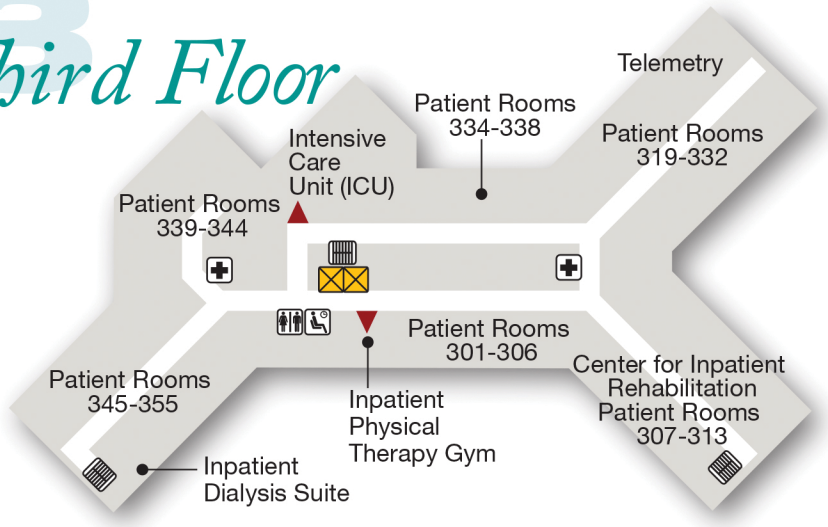 3
hird Floor
Telemetry
Patient Rooms
334-338
Patient Rooms
319-332
Intensive
Care
Unit (ICU)
Patient Rooms
339-344
Patient Rooms
301-306
Center for Inpatient
Rehabilitation
Patient Rooms
307-313
Patient Rooms
345-355
Inpatient
Physical
Therapy Gym
Inpatient
Dialysis Suite